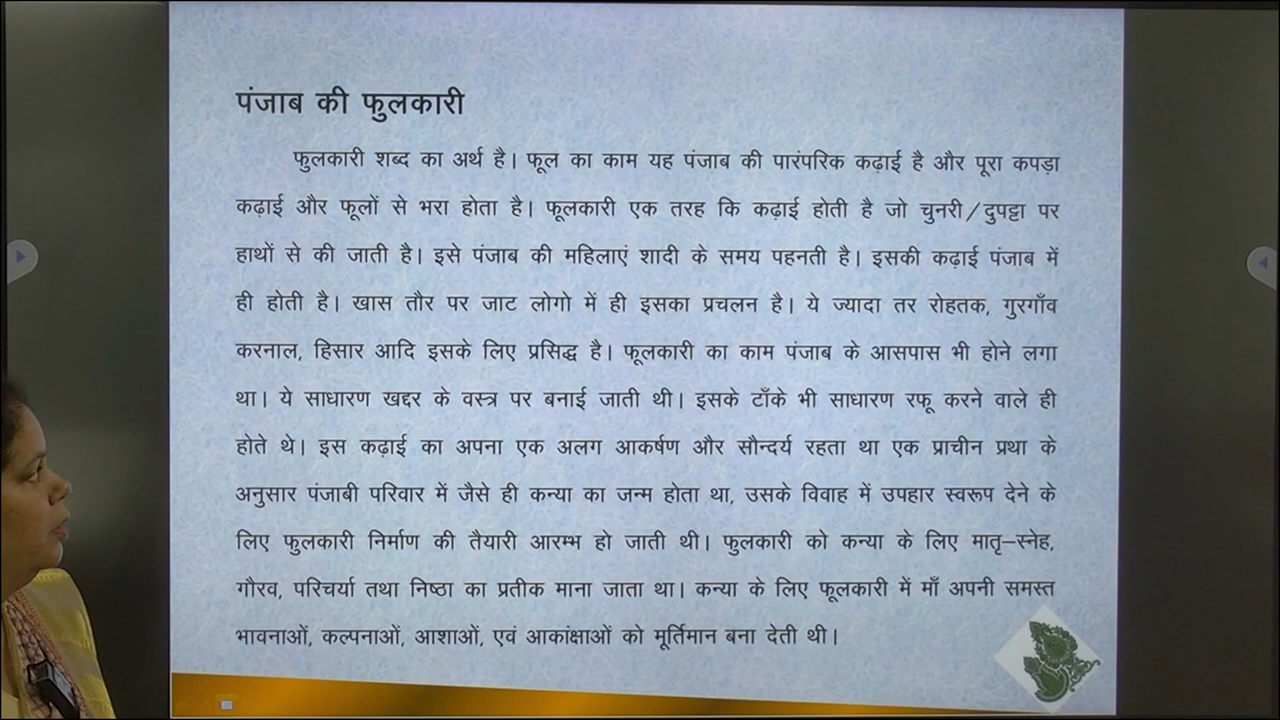 पंजाब की फुलकारी
फुलकारी शब्द का अर्थ है। फूल का काम यह पंजाब की पारंपरिक कढ़ाई है और पूरा कपड़ा
कढ़ाई और फूलों से भरा होता है। फूलकारी एक तरह कि कढ़ाई होती है जो चुनरी/दुपट्टा पर
हाथों से की जाती है। इसे पंजाब की महिलाएं शादी के समय पहनती है। इसकी कढ़ाई पंजाब में
ही होती है। खास तौर पर जाट लोगो में ही इसका प्रचलन है। ये ज्यादा तर रोहतक, गुरगाँव
करनाल, हिसार आदि इसके लिए प्रसिद्ध है। फूलकारी का काम पंजाब के आसपास भी होने लगा
था। ये साधारण खद्दर के वस्त्र पर बनाई जाती थी। इसके टाँके भी साधारण रफू करने वाले ही
होते थे। इस कढ़ाई का अपना एक अलग आकर्षण और सौन्दर्य रहता था एक प्राचीन प्रथा के
अनुसार पंजाबी परिवार में जैसे ही कन्या का जन्म होता था, उसके विवाह में उपहार स्वरूप देने के
लिए फुलकारी निर्माण की तैयारी आरम्भ हो जाती थी। फुलकारी को कन्या के लिए मातृ–स्नेह,
गौरव, परिचर्या तथा निष्ठा का प्रतीक माना जाता था। कन्या के लिए फूलकारी में माँ अपनी समस्त
भावनाओं, कल्पनाओं, आशाओं, एवं आकांक्षाओं को मूर्तिमान बना देती थी।